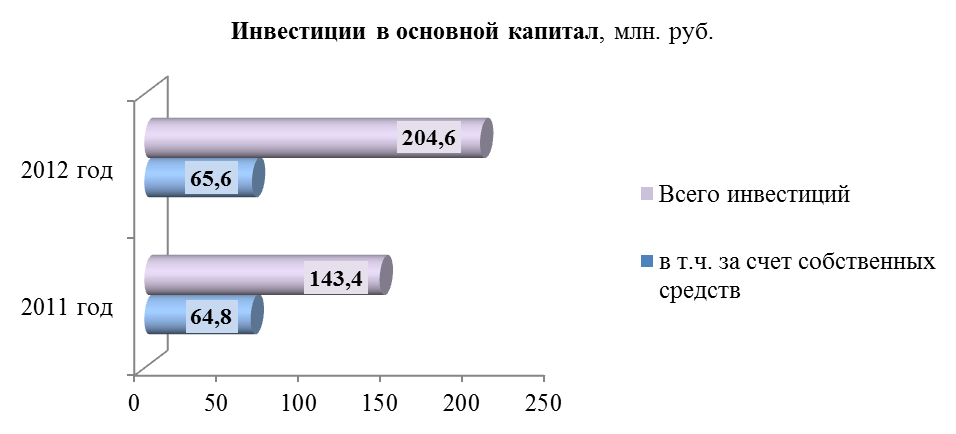 Инвестиции в основной капитал, млн. руб.
2012 год
204,6
65,6
2011 год
143,4
64,8
0 50 100 150 200 250
Всего инвестиций
в т.ч. за счет собственных
средств